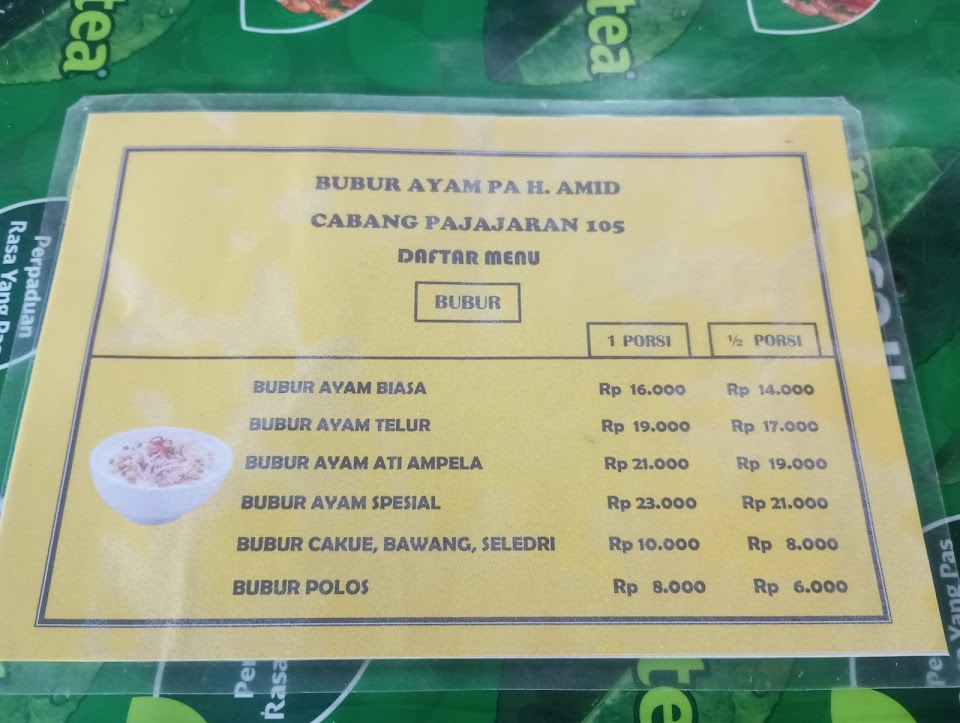 tea
tea
BUBUR AYAM PA H. AMID
CABANG PAJAJARAN 105
DAFTAR MENU
BUBUR
1 PORSI ½ PORSI
BUBUR AYAM BIASA Rp 16.000 Rp 14.000
BUBUR AYAM TELUR Rp 19.000 Rp 17.000
BUBUR AYAM ATI AMPELA Rp 21.000 Rp 19.000
BUBUR AYAM SPESIAL Rp 23.000 Rp 21.000
BUBUR CAKUE, BAWANG, SELEDRI Rp 10.000 Rp 8.000
BUBUR POLOS Rp 8.000 Rp 6.000
Perpaduan
Rasa Yang
Rasa
tea
Yang Pas